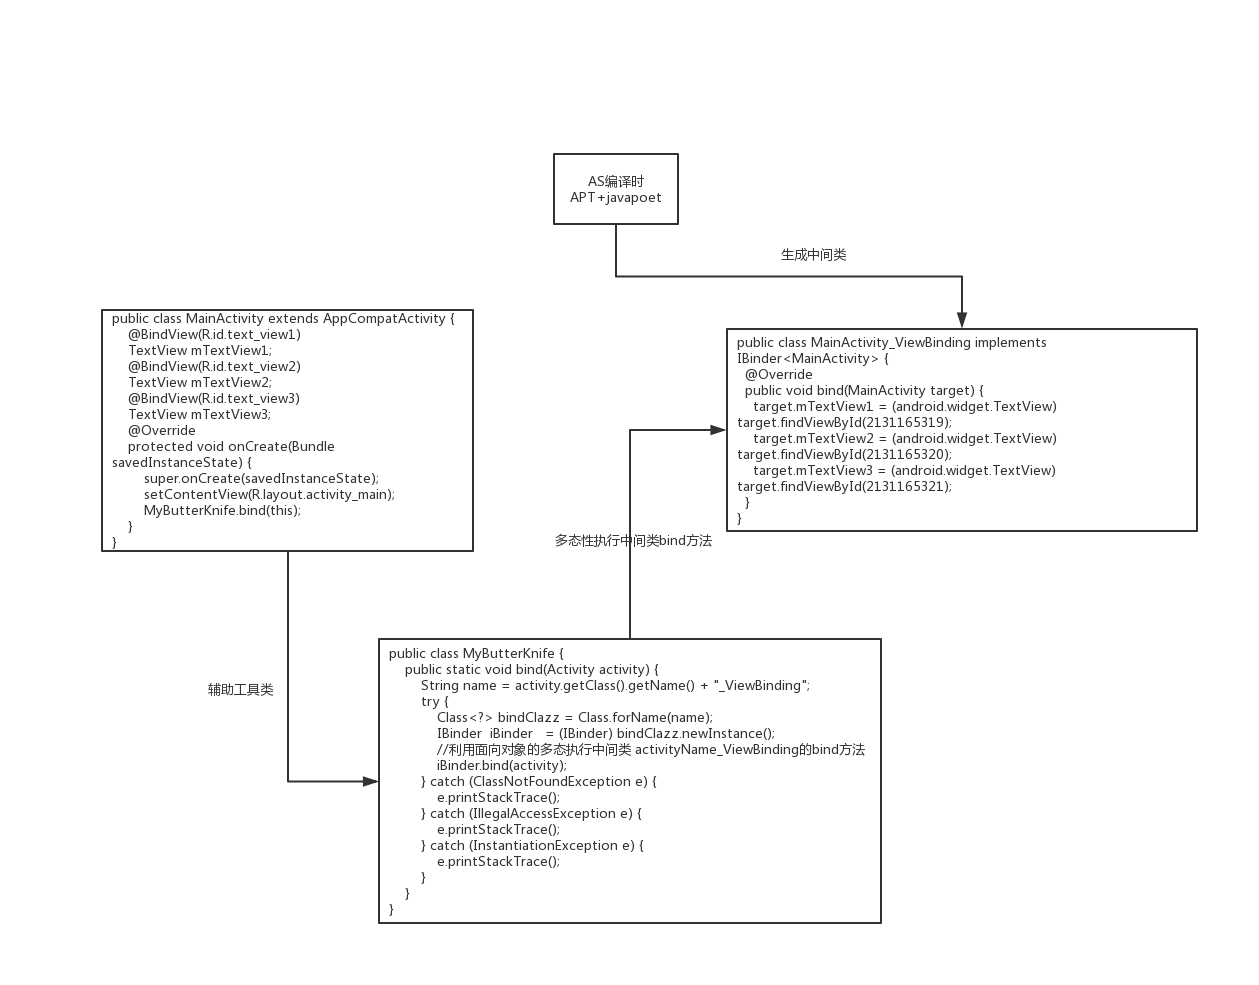 AS编译时
APT+javapoet
生成中间类
public class MainActivity extends AppCompatActivity {
@BindView(R.id.text_view1)
TextView mTextView1;
@BindView(R.id.text_view2)
TextView mTextView2;
@BindView(R.id.text_view3)
TextView mTextView3;
@Override
protected void onCreate(Bundle
savedInstanceState) {
super.onCreate(savedInstanceState);
setContentView(R.layout.activity_main);
MyButterKnife.bind(this);
}
}
public class MainActivity_ViewBinding implements
IBinder<MainActivity> {
@Override
public void bind(MainActivity target) {
target.mTextView1 = (android.widget.TextView)
target.findViewById(2131165319);
target.mTextView2 = (android.widget.TextView)
target.findViewById(2131165320);
target.mTextView3 = (android.widget.TextView)
target.findViewById(2131165321);
}
}
多态性执行中间类bind方法
辅助工具类
public class MyButterKnife {
public static void bind(Activity activity) {
String name = activity.getClass().getName() + "_ViewBinding";
try {
Class<?> bindClazz = Class.forName(name);
IBinder  iBinder   = (IBinder) bindClazz.newInstance();
//利用面向对象的多态执行中间类 activityName_ViewBinding的bind方法
iBinder.bind(activity);
} catch (ClassNotFoundException e) {
e.printStackTrace();
} catch (IllegalAccessException e) {
e.printStackTrace();
} catch (InstantiationException e) {
e.printStackTrace();
}
}
}